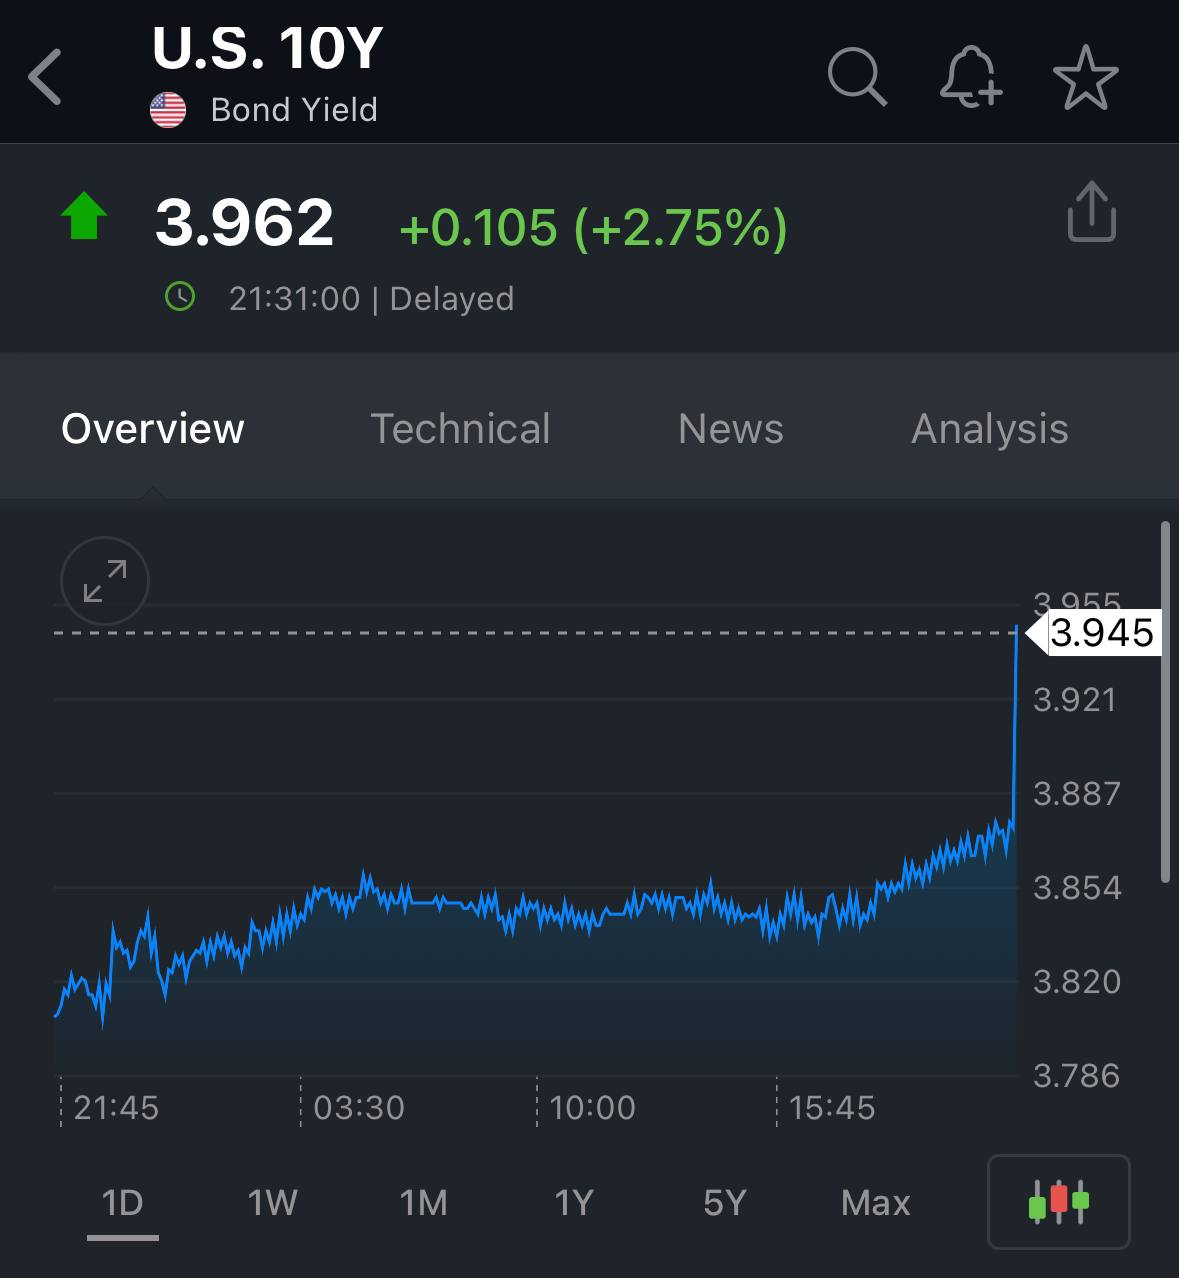 U.S. 10Y
Bond Yield
3.962 +0.105 (+2.75%)
21:31:00 | Delayed
Overview Technical News Analysis
3.955
3.945
3.921
3.887
3.854
3.820
3.786
21:45 03:30 10:00 15:45
1D 1W 1M 1Y 5Y Max